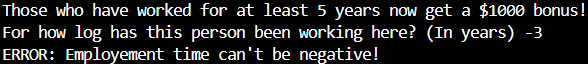 Those who have worked for at least 5 years now get a $1000 bonus!
For how log has this person been working here? (In years) -3
ERROR: Employement time can't be negative!